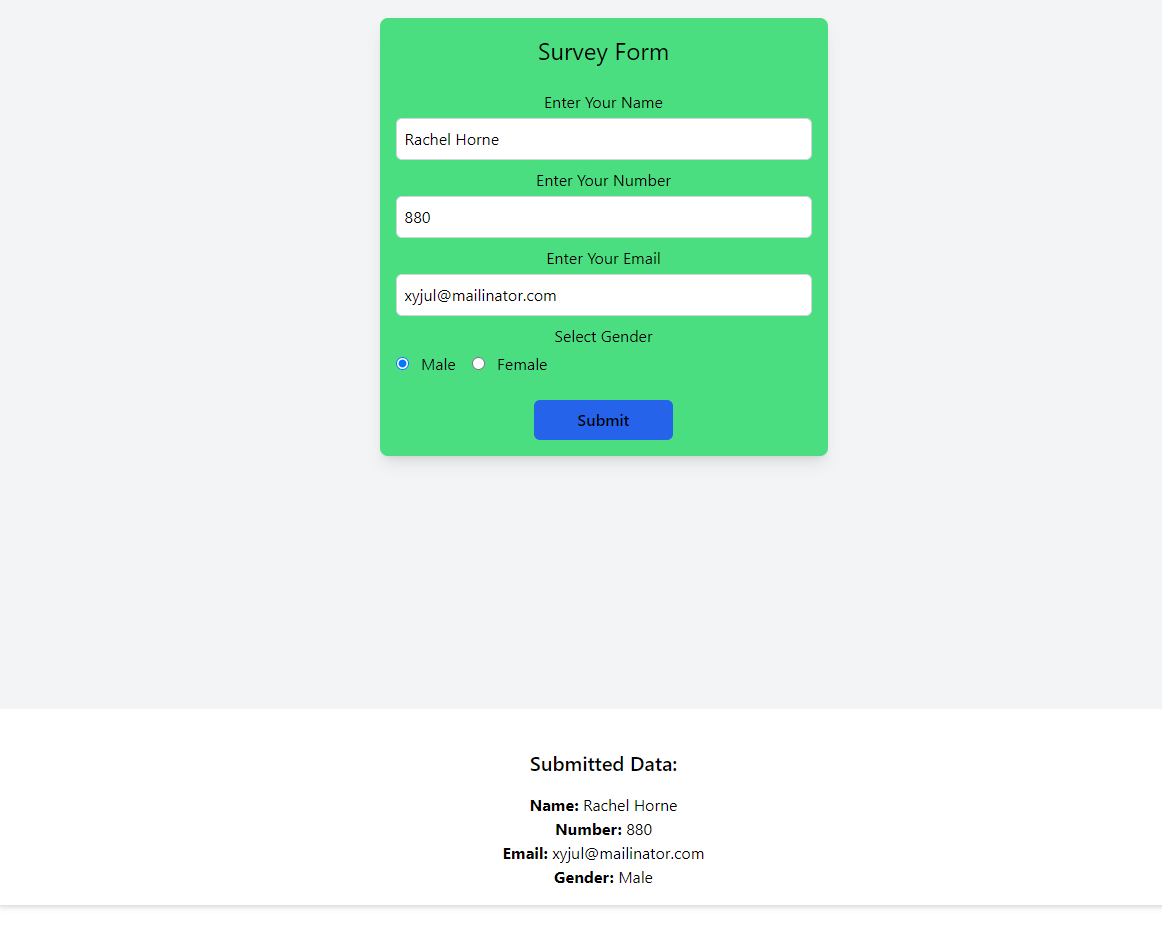 Survey Form
Enter Your Name
Rachel Horne
Enter Your Number
880
Enter Your Email
xyjul@mailinator.com
Select Gender
Male Female
Submit
Submitted Data:
Name: Rachel Horne
Number: 880
Email: xyjul@mailinator.com
Gender: Male